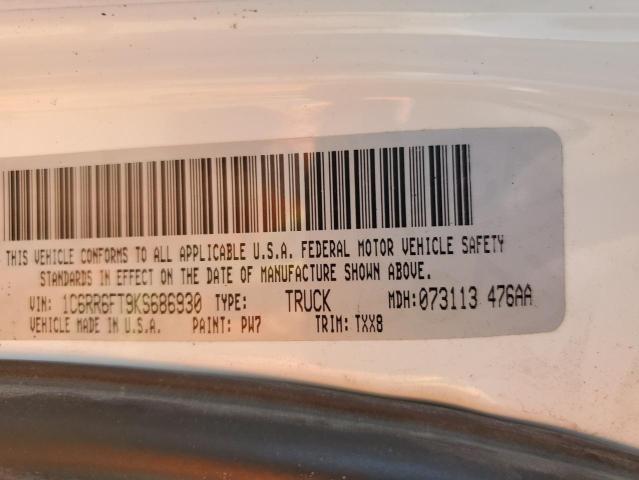 THIS VEHICLE CONFORMS TO ALL APPLICABLE U.S.A. FEDERAL MOTOR VEHICLE SAFETY
STANDARDS IN EFFECT ON THE DATE OF MANUFACTURE SHOWN ABOVE.
VIN: 1C6RR6FT9KS686930 TYPE: TRUCK MDH: 073113 476AA
VEHICLE MADE IN U.S.A. PAINT: PW7 TRIM: TXX8